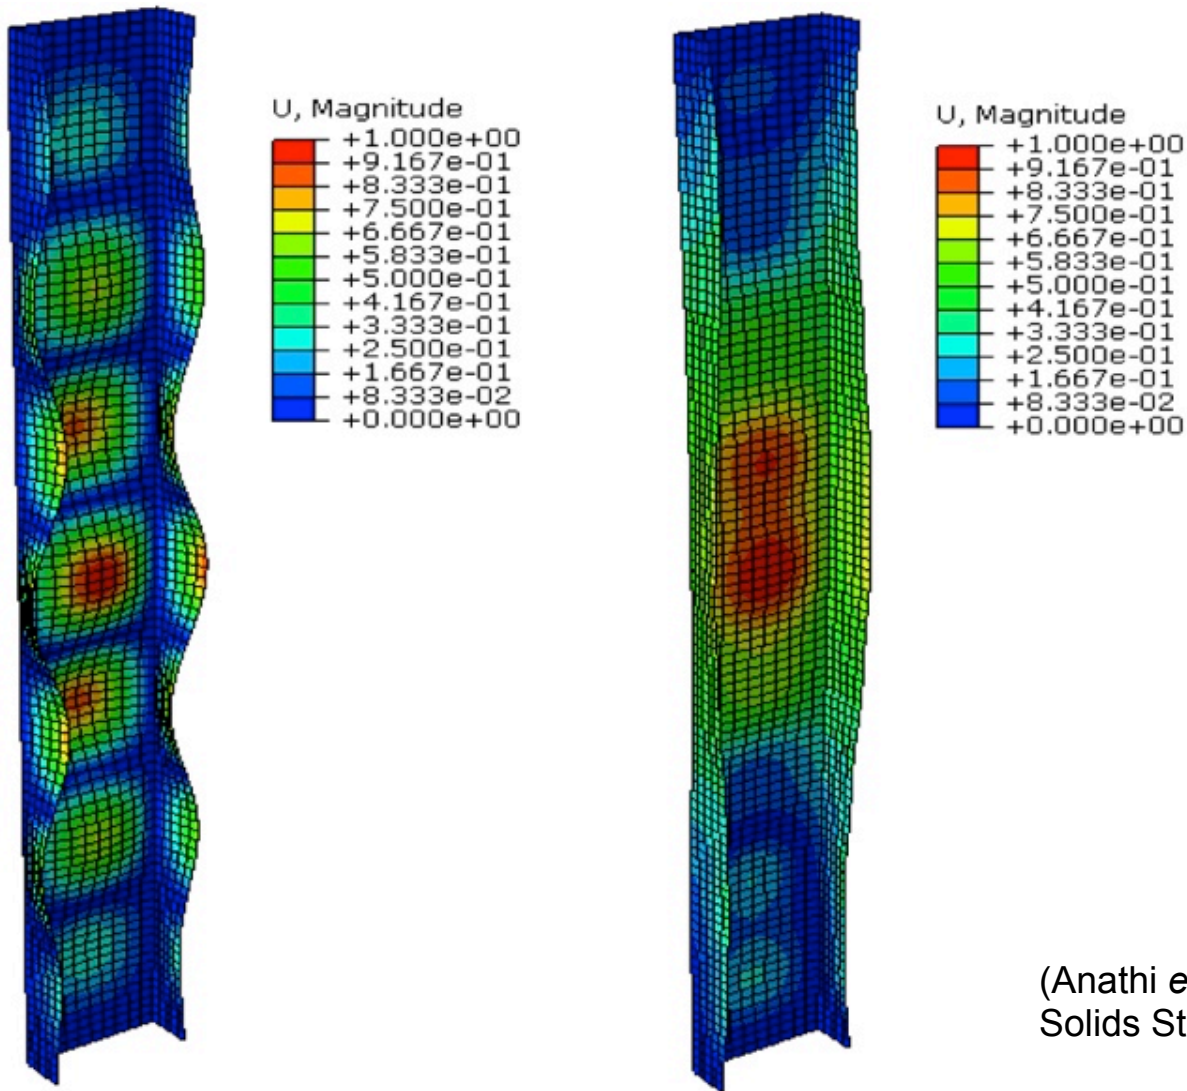 U, Magnitude
+1.000e+00
+9.167e-01
+8.333e-01
+7.500e-01
+6.667e-01
+5.833e-01
+5.000e-01
+4.167e-01
+3.333e-01
+2.500e-01
+1.667e-01
+8.333e-02
+0.000e+00
U, Magnitude
+1.000e+00
+9.167e-01
+8.333e-01
+7.500e-01
+6.667e-01
+5.833e-01
+5.000e-01
+4.167e-01
+3.333e-01
+2.500e-01
+1.667e-01
+8.333e-02
+0.000e+00
(Anathi e
Solids St